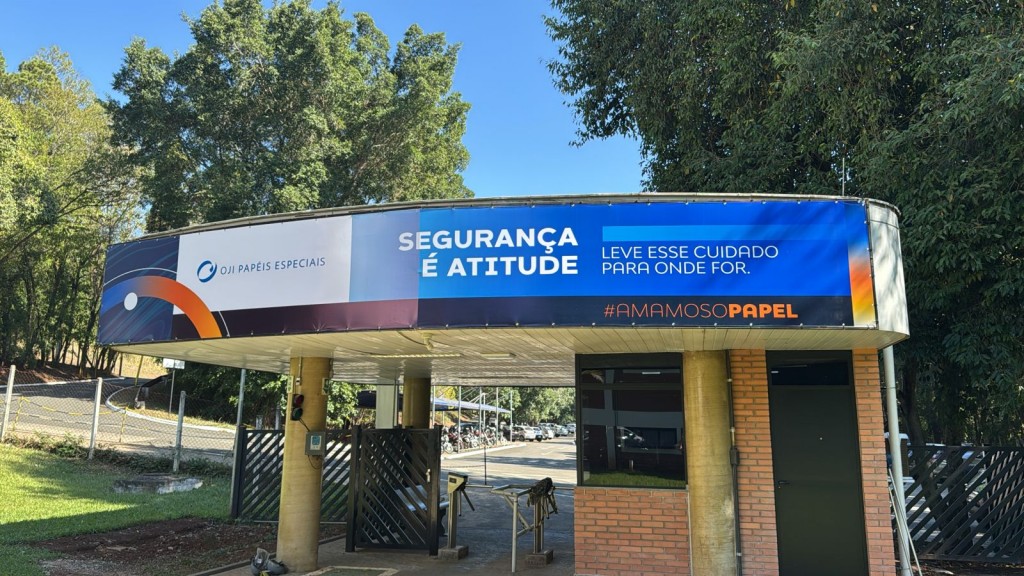 OJI PAPÉIS ESPECIAIS
SEGURANÇA
É ATITUDE
LEVE ESSE CUIDADO
PARA ONDE FOR.
#AMAMOSOPAPEL